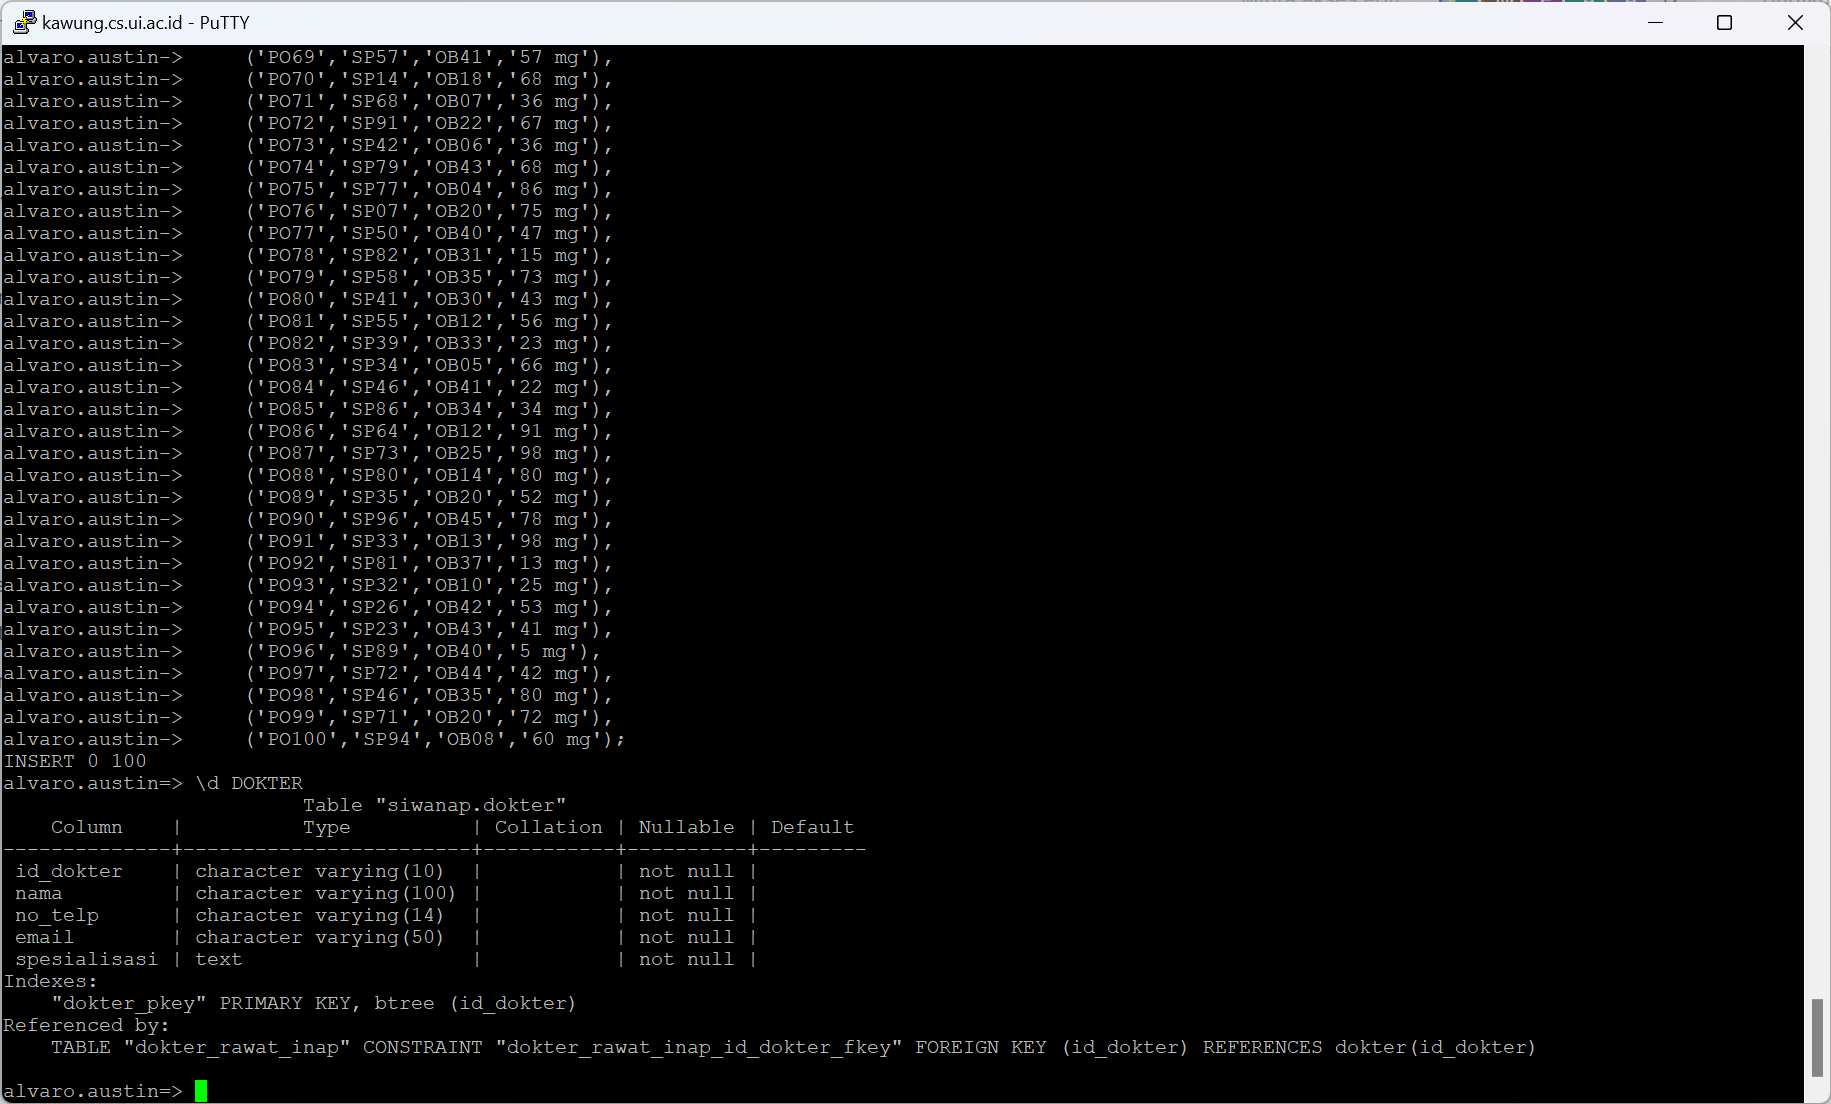 kawung.cs.ui.ac.id - PuTTY
alvaro.austin->     ('PO69','SP57','OB41','57 mg'),
alvaro.austin->     ('PO70','SP14','OB18','68 mg'),
alvaro.austin->     ('PO71','SP68','OB07','36 mg'),
alvaro.austin->     ('PO72','SP91','OB22','67 mg'),
alvaro.austin->     ('PO73','SP42','OB06','36 mg'),
alvaro.austin->     ('PO74','SP79','OB43','68 mg'),
alvaro.austin->     ('PO75','SP77','OB04','86 mg'),
alvaro.austin->     ('PO76','SP07','OB20','75 mg'),
alvaro.austin->     ('PO77','SP50','OB40','47 mg'),
alvaro.austin->     ('PO78','SP82','OB31','15 mg'),
alvaro.austin->     ('PO79','SP58','OB35','73 mg'),
alvaro.austin->     ('PO80','SP41','OB30','43 mg'),
alvaro.austin->     ('PO81','SP55','OB12','56 mg'),
alvaro.austin->     ('PO82','SP39','OB33','23 mg'),
alvaro.austin->     ('PO83','SP34','OB05','66 mg'),
alvaro.austin->     ('PO84','SP46','OB41','22 mg'),
alvaro.austin->     ('PO85','SP86','OB34','34 mg'),
alvaro.austin->     ('PO86','SP64','OB12','91 mg'),
alvaro.austin->     ('PO87','SP73','OB25','98 mg'),
alvaro.austin->     ('PO88','SP80','OB14','80 mg'),
alvaro.austin->     ('PO89','SP35','OB20','52 mg'),
alvaro.austin->     ('PO90','SP96','OB45','78 mg'),
alvaro.austin->     ('PO91','SP33','OB13','98 mg'),
alvaro.austin->     ('PO92','SP81','OB37','13 mg'),
alvaro.austin->     ('PO93','SP32','OB10','25 mg'),
alvaro.austin->     ('PO94','SP26','OB42','53 mg'),
alvaro.austin->     ('PO95','SP23','OB43','41 mg'),
alvaro.austin->     ('PO96','SP89','OB40','5 mg'),
alvaro.austin->     ('PO97','SP72','OB44','42 mg'),
alvaro.austin->     ('PO98','SP46','OB35','80 mg'),
alvaro.austin->     ('PO99','SP71','OB20','72 mg'),
alvaro.austin->     ('PO100','SP94','OB08','60 mg');
INSERT 0 100
alvaro.austin=> \d DOKTER
                         Table "siwanap.dokter"
    Column    |          Type          | Collation | Nullable | Default
--------------+------------------------+-----------+----------+---------
 id_dokter    | character varying(10)  |           | not null |
 nama         | character varying(100) |           | not null |
 no_telp      | character varying(14)  |           | not null |
 email        | character varying(50)  |           | not null |
 spesialisasi | text                   |           | not null |
Indexes:
    "dokter_pkey" PRIMARY KEY, btree (id_dokter)
Referenced by:
    TABLE "dokter_rawat_inap" CONSTRAINT "dokter_rawat_inap_id_dokter_fkey" FOREIGN KEY (id_dokter) REFERENCES dokter(id_dokter)
alvaro.austin=>